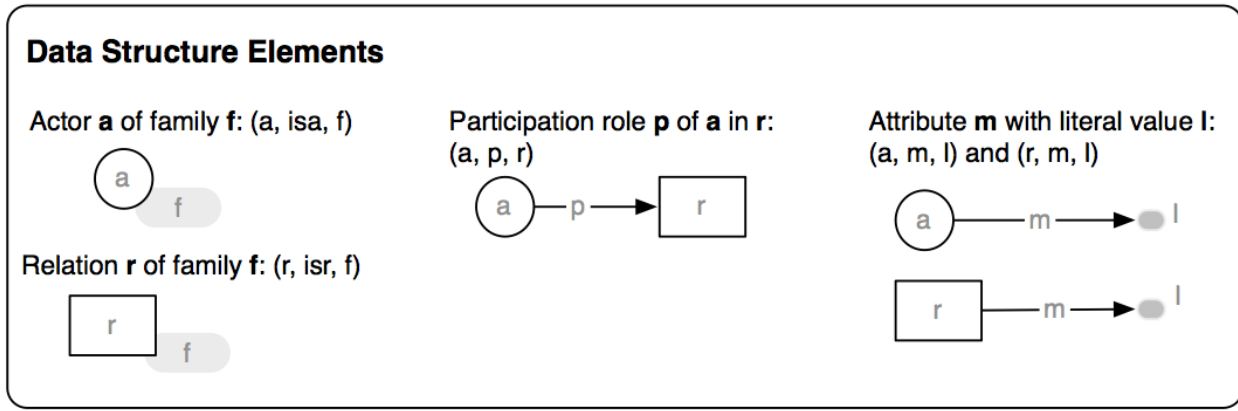 Data Structure Elements
Actor a of family f: (a, isa, f)
a
f
Relation r of family f: (r, isr, f)
r
f
Participation role p of a in r:
(a, p, r)
a
p
r
Attribute m with literal value l:
(a, m, l) and (r, m, l)
a
m
l
r
m
l